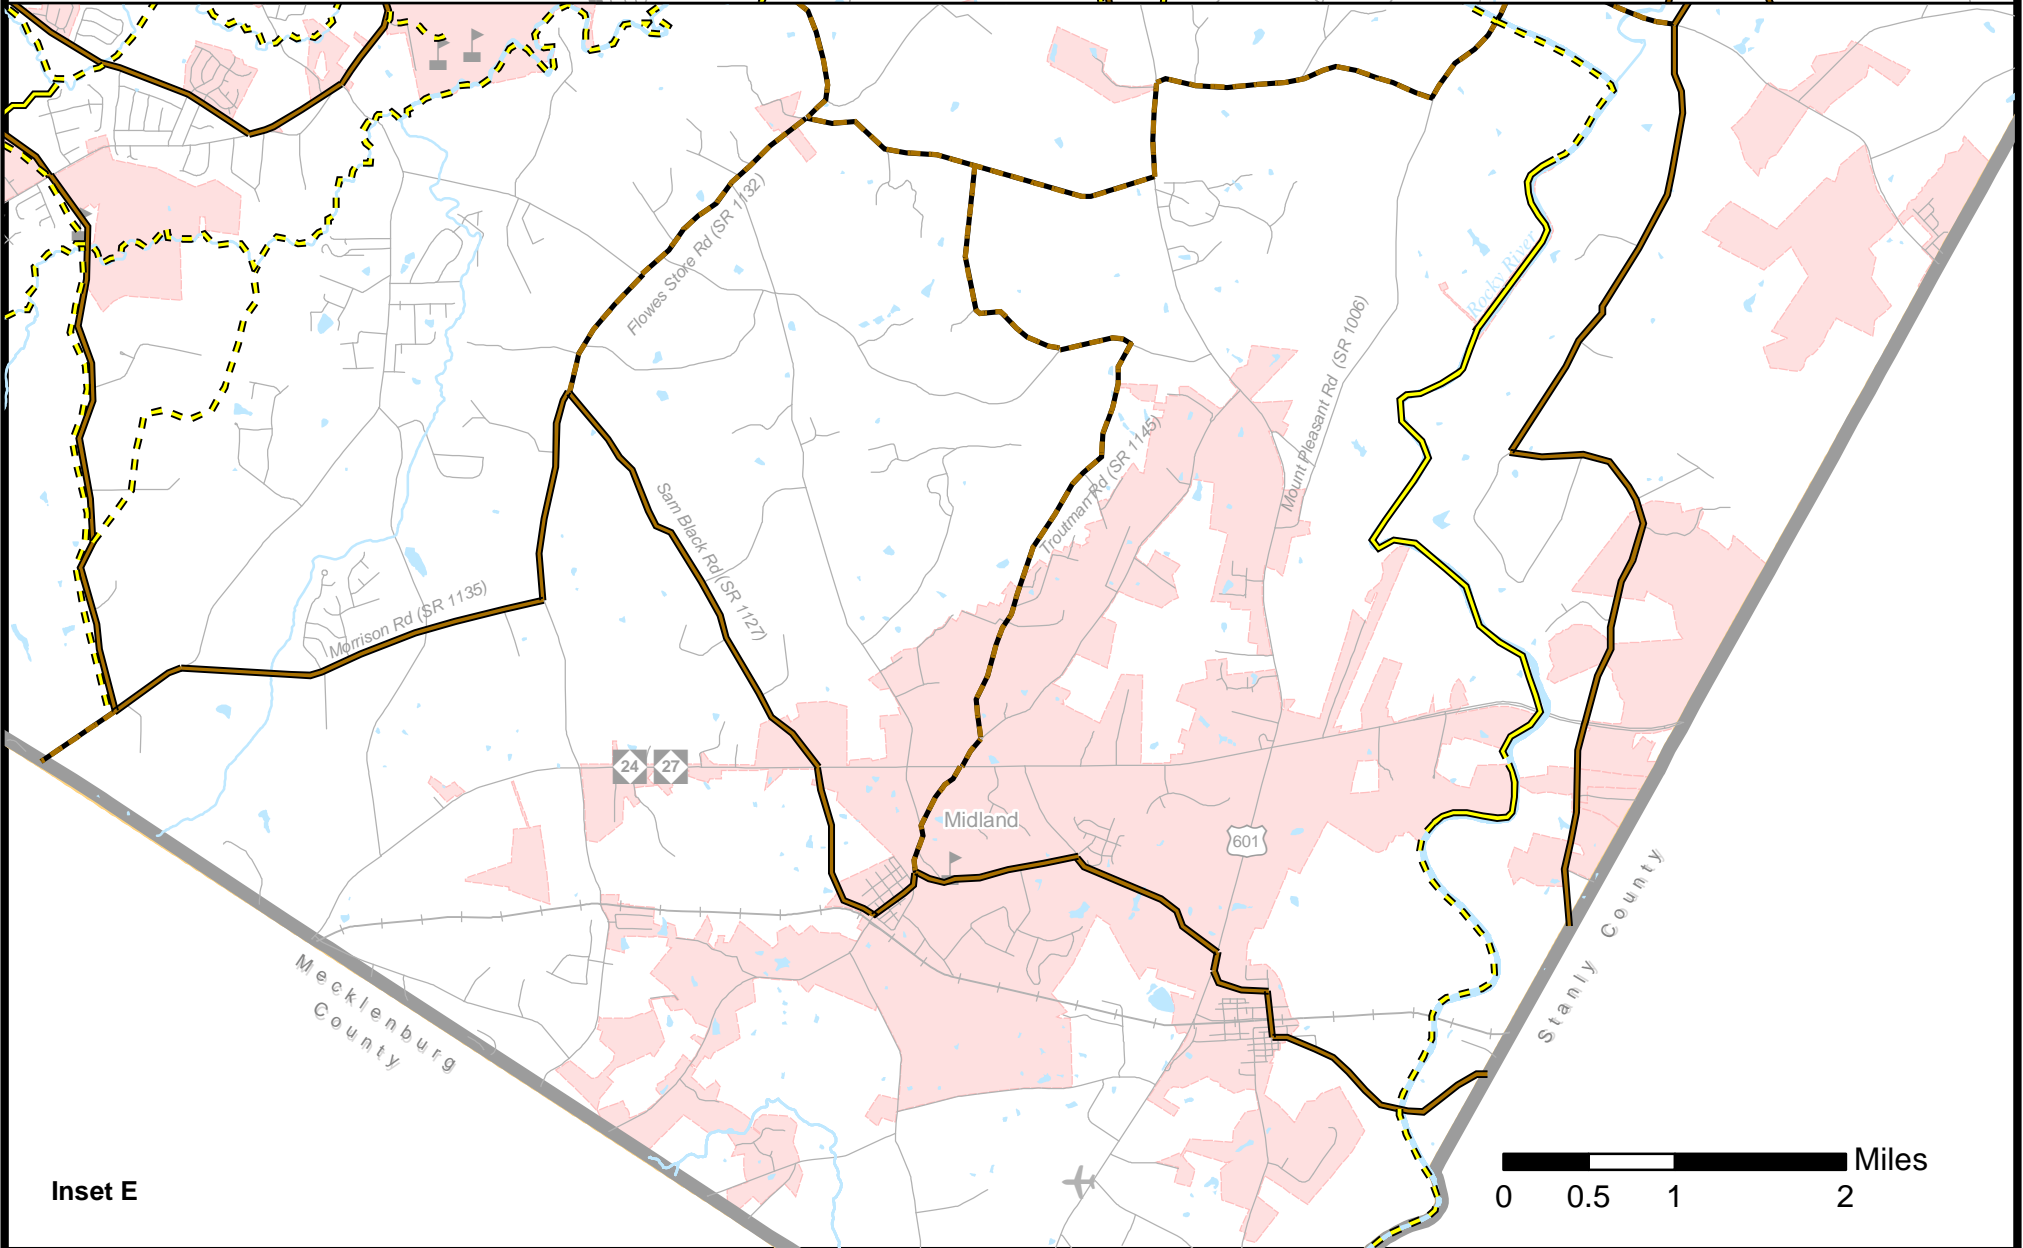 Flowes Store Rd (SR 1132)
Rocky River
Mount Pleasant Rd (SR 1006)
Troutman Rd (SR 1145)
Sam Black Rd (SR 1127)
Morrison Rd (SR 1135)
24
27
Midland
601
Mecklenburg
County
Stanly County
Miles
0
0.5
1
2
Inset E